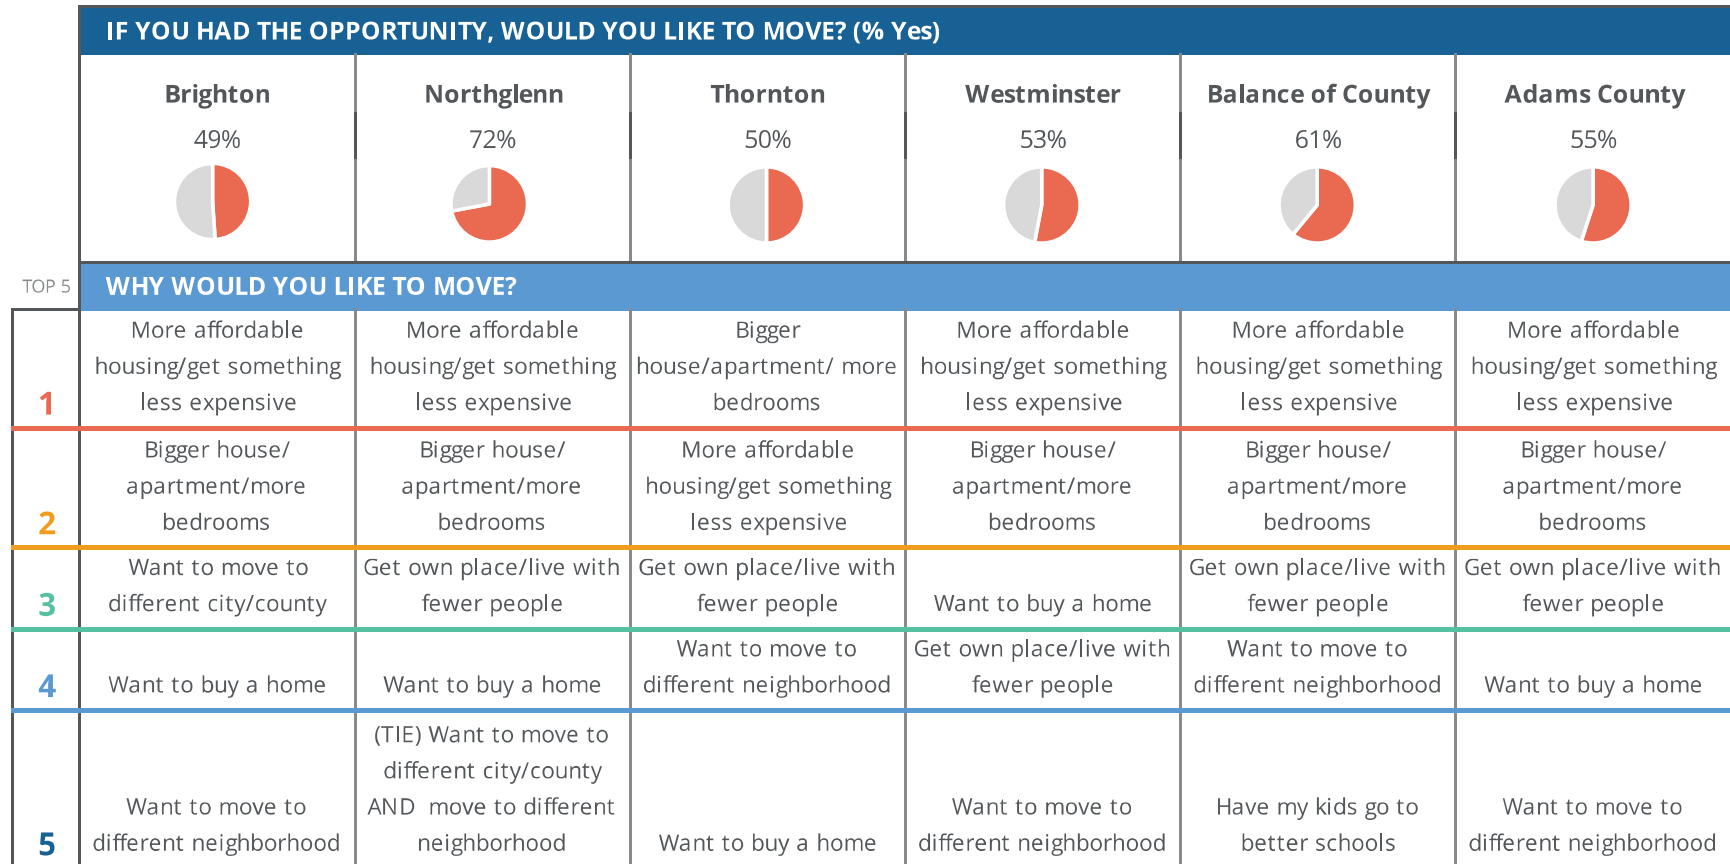 IF YOU HAD THE OPPORTUNITY, WOULD YOU LIKE TO MOVE? (% Yes)
Brighton
Northglenn
Thornton
Westminster
Balance of County
Adams County
49%
72%
50%
53%
61%
55%
TOP 5
WHY WOULD YOU LIKE TO MOVE?
1
More affordable
housing/get something
less expensive
More affordable
housing/get something
less expensive
Bigger
house/apartment/ more
bedrooms
More affordable
housing/get something
less expensive
More affordable
housing/get something
less expensive
More affordable
housing/get something
less expensive
2
Bigger house/
apartment/more
bedrooms
Bigger house/
apartment/more
bedrooms
More affordable
housing/get something
less expensive
Bigger house/
apartment/more
bedrooms
Bigger house/
apartment/more
bedrooms
Bigger house/
apartment/more
bedrooms
3
Want to move to
different city/county
Get own place/live with
fewer people
Get own place/live with
fewer people
Want to buy a home
Get own place/live with
fewer people
Get own place/live with
fewer people
4
Want to buy a home
Want to buy a home
Want to move to
different neighborhood
Get own place/live with
fewer people
Want to move to
different neighborhood
Want to buy a home
5
Want to move to
different neighborhood
(TIE) Want to move to
different city/county
AND move to different
neighborhood
Want to buy a home
Want to move to
different neighborhood
Have my kids go to
better schools
Want to move to
different neighborhood